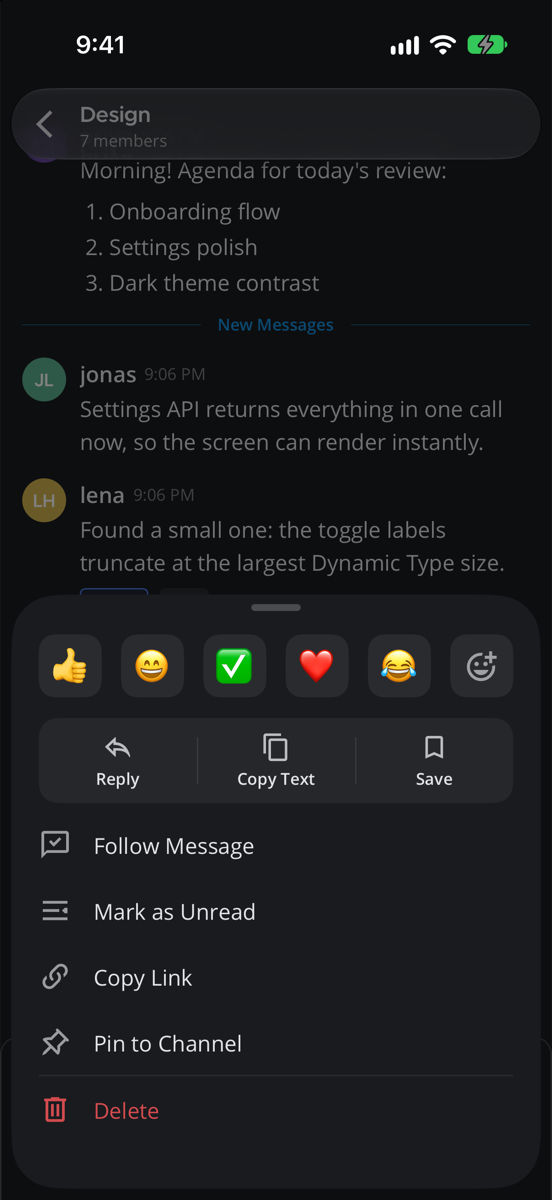 9:41
Design
7 members
Morning! Agenda for today's review:
1. Onboarding flow
2. Settings polish
3. Dark theme contrast
New Messages
JL
jonas 9:06 PM
Settings API returns everything in one call
now, so the screen can render instantly.
LH
lena 9:06 PM
Found a small one: the toggle labels
truncate at the largest Dynamic Type size.
Reply
Copy Text
Save
Follow Message
Mark as Unread
Copy Link
Pin to Channel
Delete